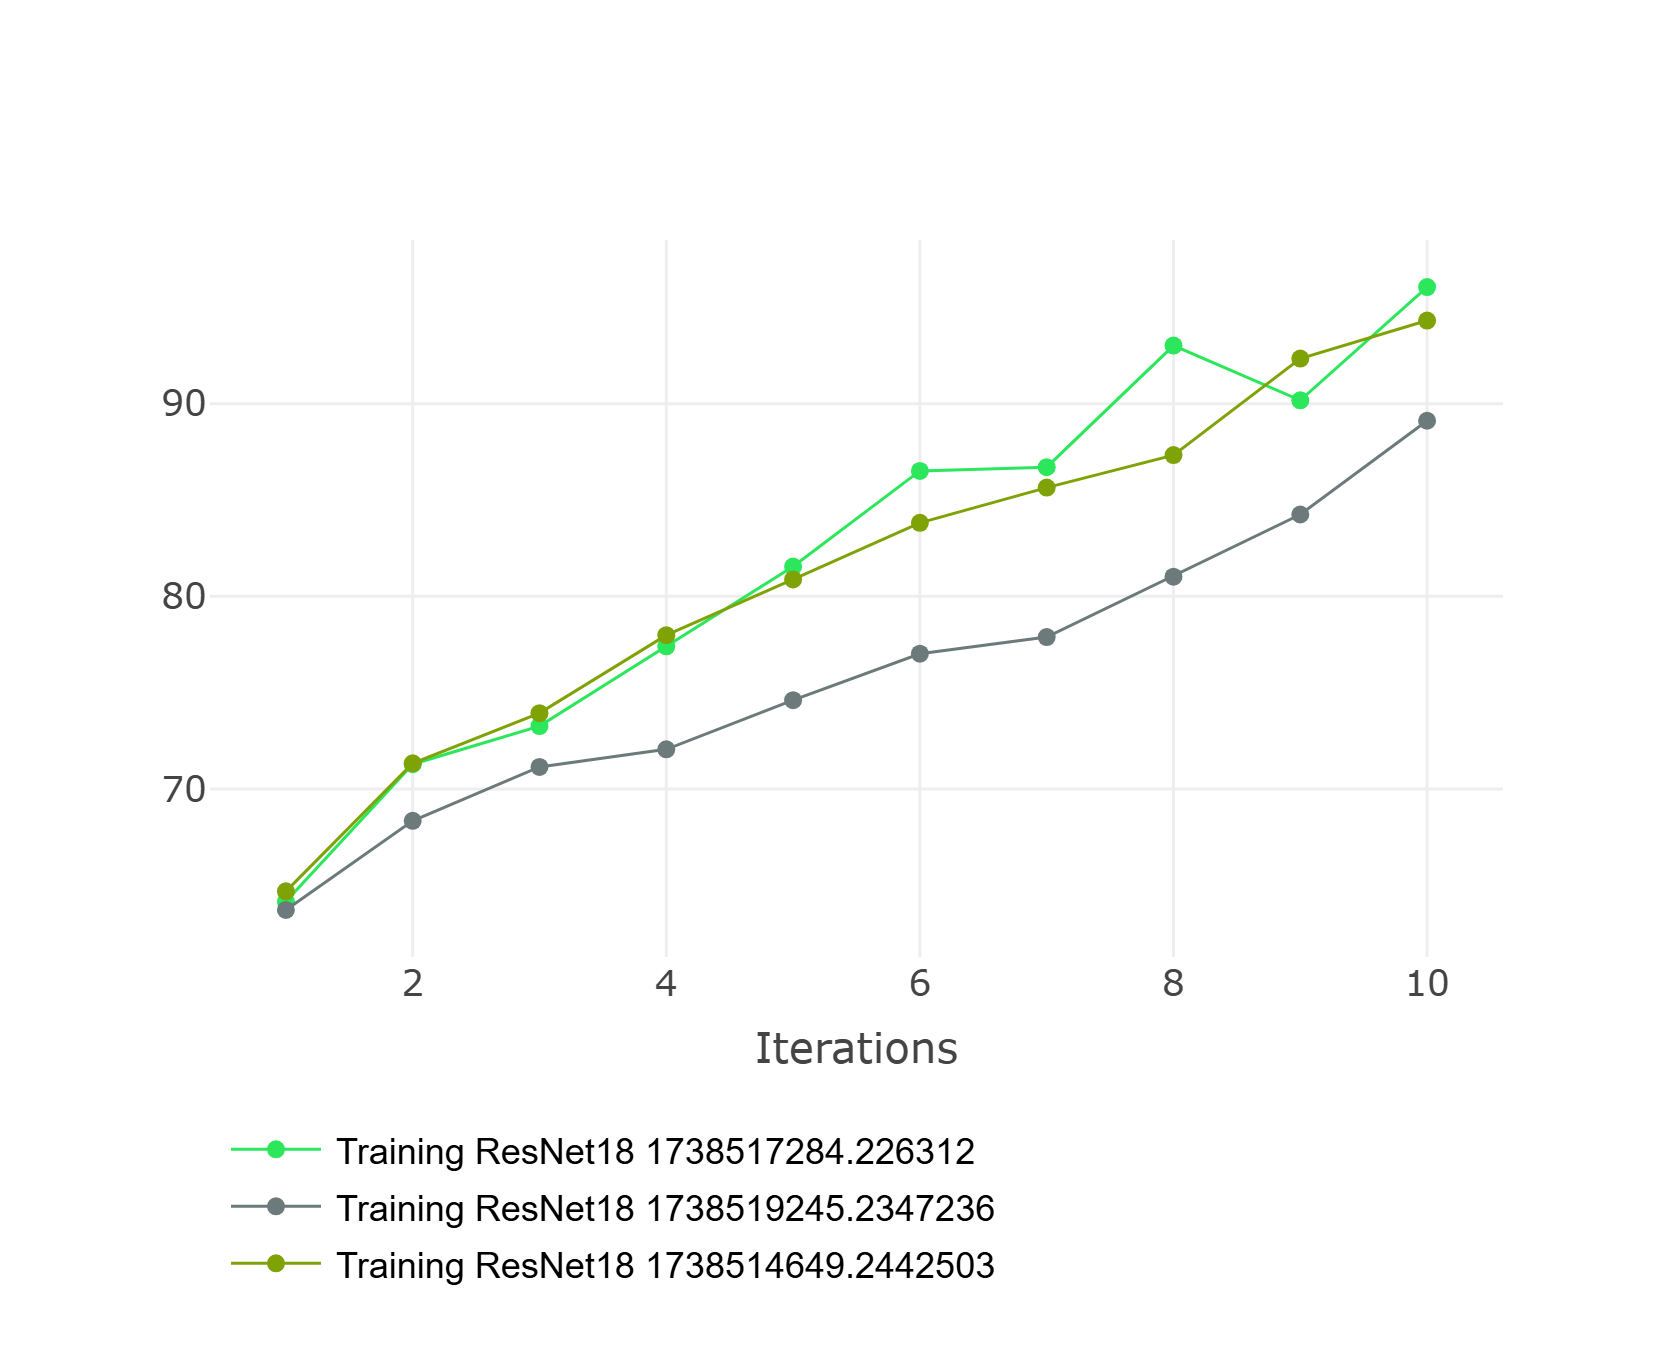 90
80
70
2 4 6 8 10
Iterations
Training ResNet18 1738517284.226312
Training ResNet18 1738519245.2347236
Training ResNet18 1738514649.2442503